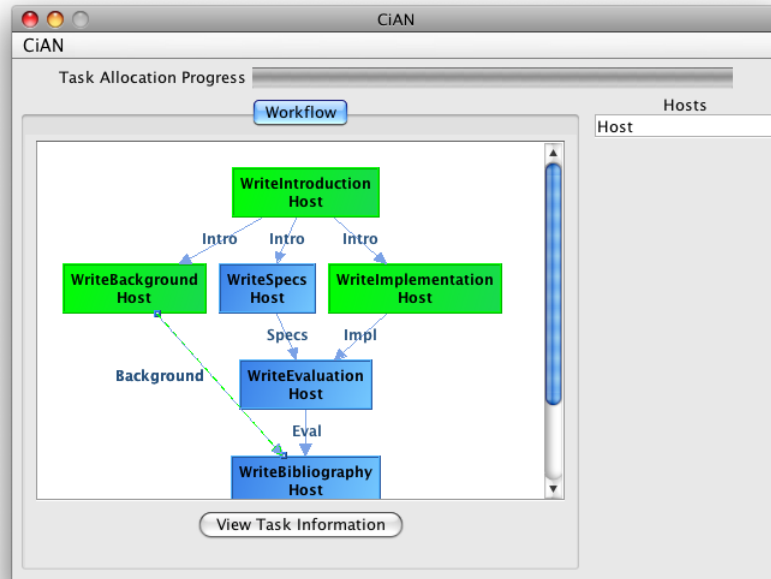 CiAN
CiAN
Task Allocation Progress
Workflow
Hosts
Host
WriteIntroduction
Host
Intro Intro Intro
WriteBackground
Host
WriteSpecs
Host
WriteImplementation
Host
Specs Impl
Background
WriteEvaluation
Host
Eval
WriteBibliography
Host
View Task Information